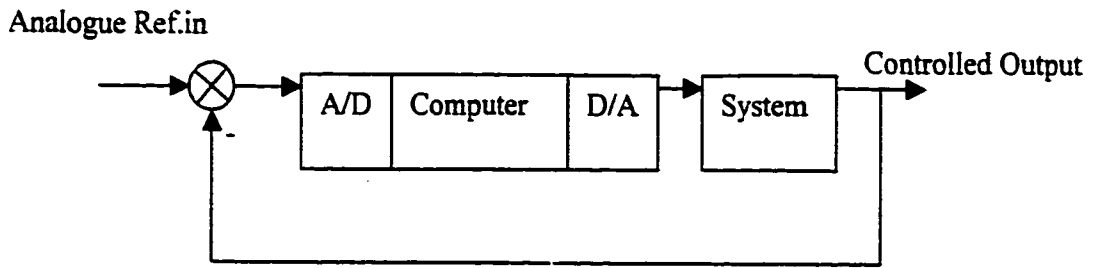 Analogue Ref.in
Controlled Output
A/D
Computer
D/A
System
-